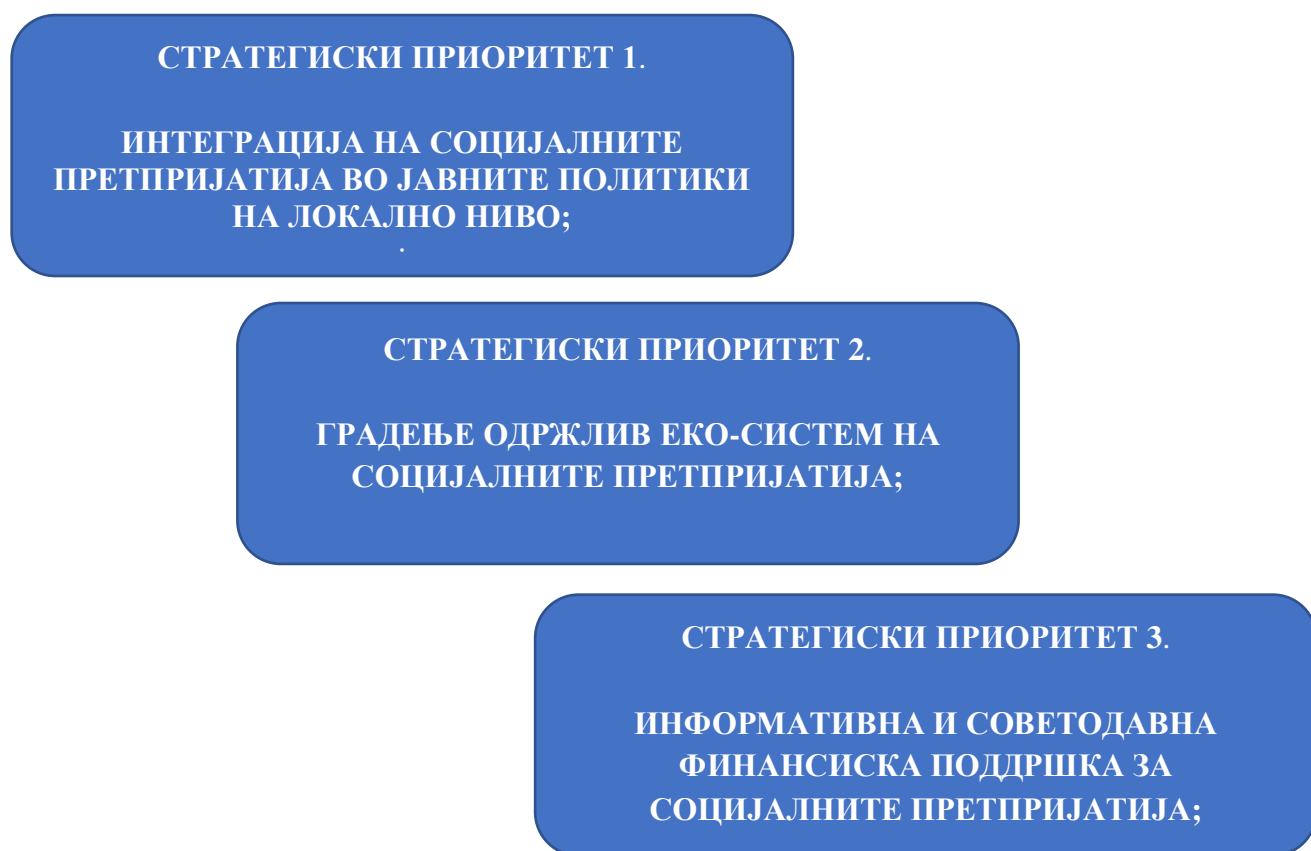 СТРАТЕГИСКИ ПРИОРИТЕТ 1.
ИНТЕГРАЦИЈА НА СОЦИЈАЛНИТЕ
ПРЕТПРИЈАТИЈА ВО ЈАВНИТЕ ПОЛИТИКИ
НА ЛОКАЛНО НИВО;
.
СТРАТЕГИСКИ ПРИОРИТЕТ 2.
ГРАДЕЊЕ ОДРЖЛИВ ЕКО-СИСТЕМ НА
СОЦИЈАЛНИТЕ ПРЕТПРИЈАТИЈА;
СТРАТЕГИСКИ ПРИОРИТЕТ 3.
ИНФОРМАТИВНА И СОВЕТОДАВНА
ФИНАНСИСКА ПОДДРШКА ЗА
СОЦИЈАЛНИТЕ ПРЕТПРИЈАТИЈА;